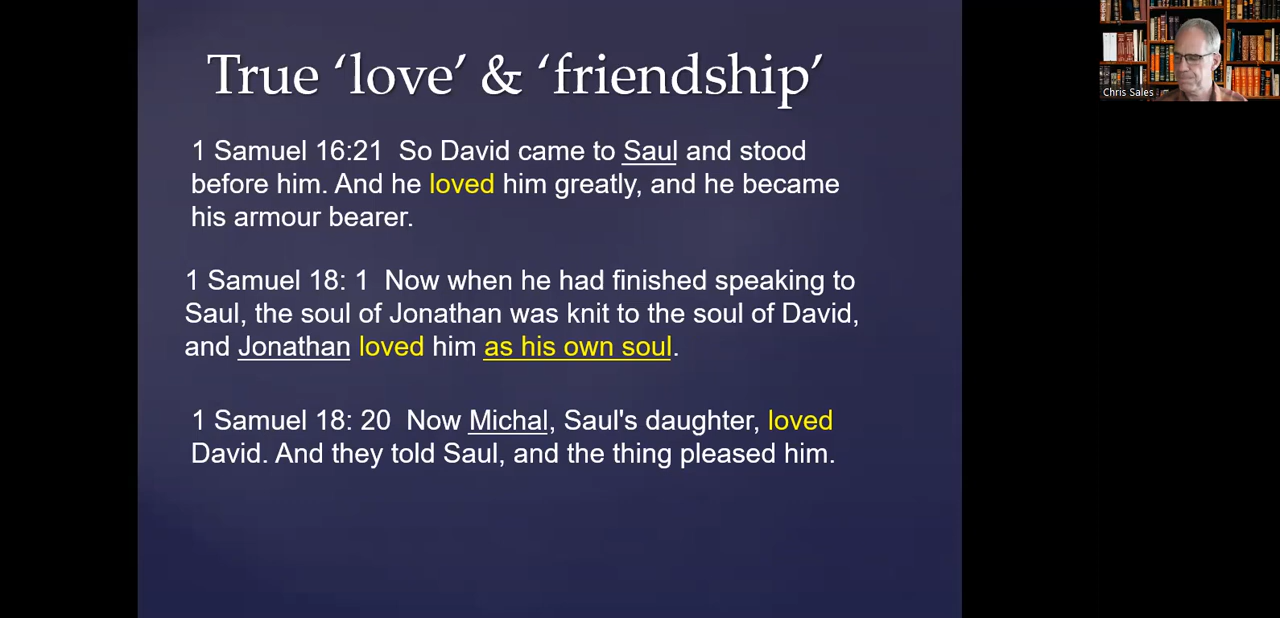 True ‘love’ & ‘friendship’
1 Samuel 16:21  So David came to Saul and stood
before him. And he loved him greatly, and he became
his armour bearer.
1 Samuel 18: 1  Now when he had finished speaking to
Saul, the soul of Jonathan was knit to the soul of David,
and Jonathan loved him as his own soul.
1 Samuel 18: 20  Now Michal, Saul's daughter, loved
David. And they told Saul, and the thing pleased him.
Chris Sales